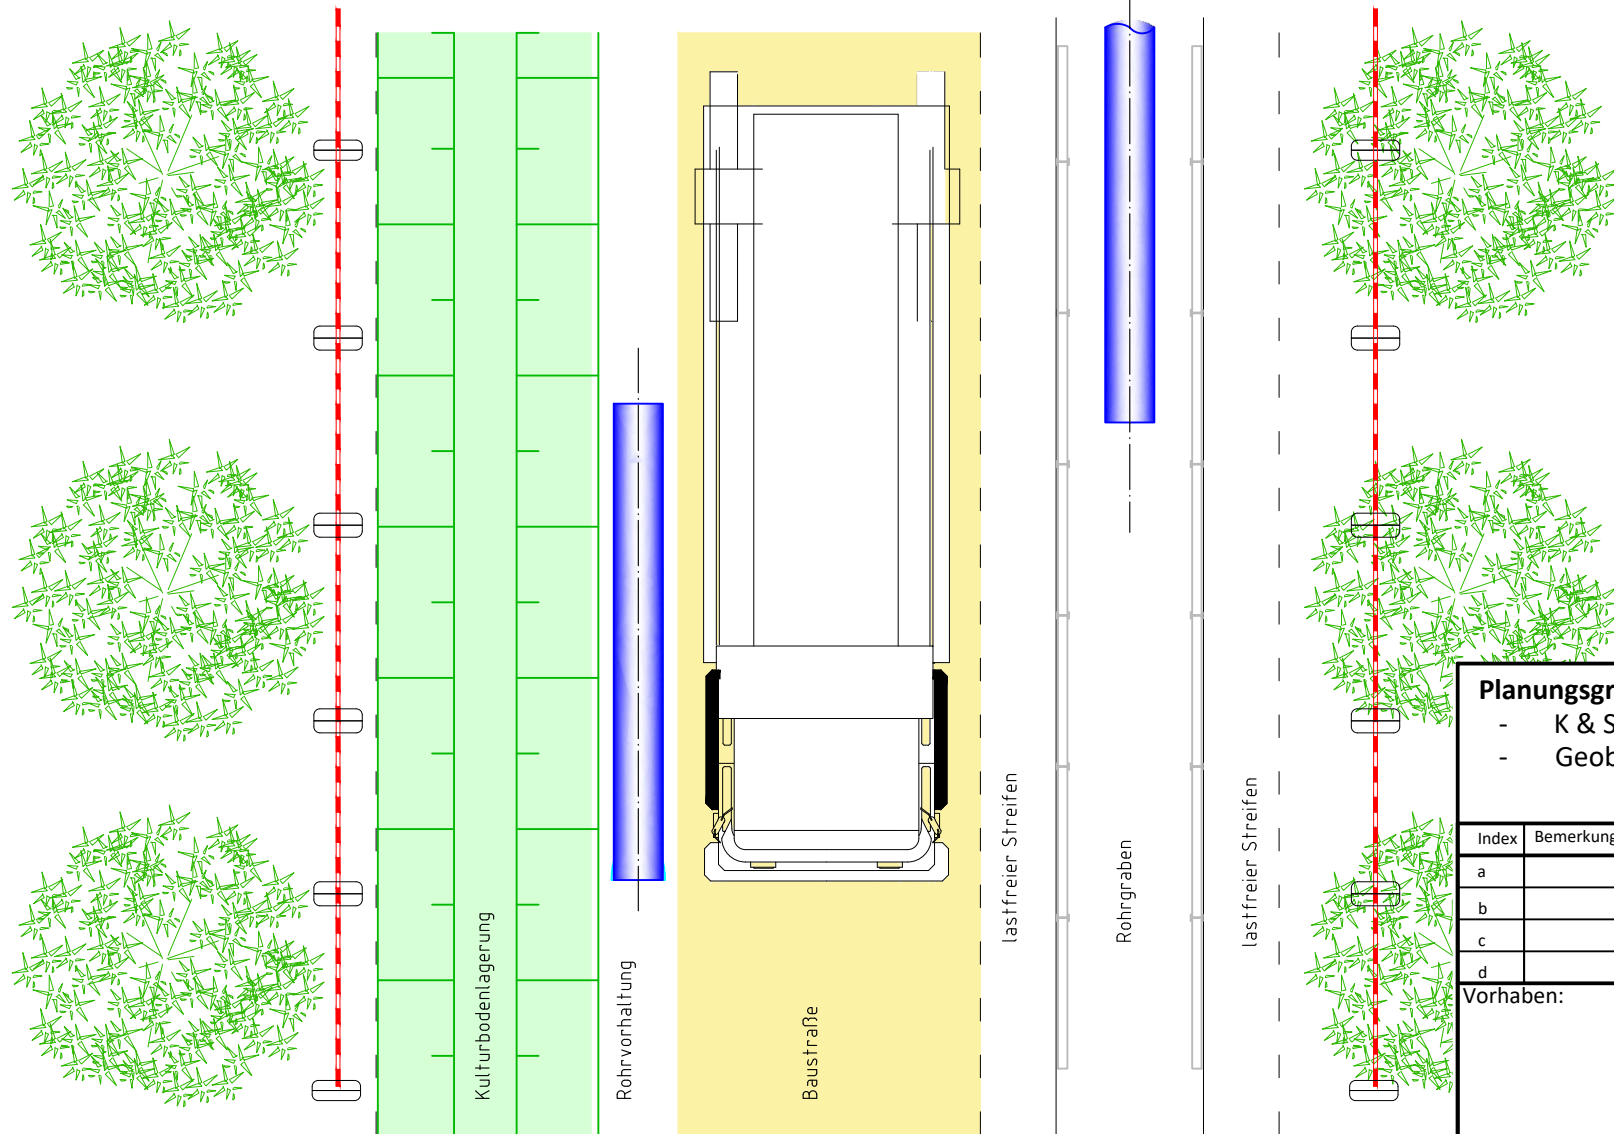 Kulturbodenlagerung
Rohrvorhaltung
Baustraße
lastfreier Streifen
Rohrgraben
lastfreier Streifen
Planungsgr
- K & S
- Geob
Index Bemerkung
a
b
c
d
Vorhaben: